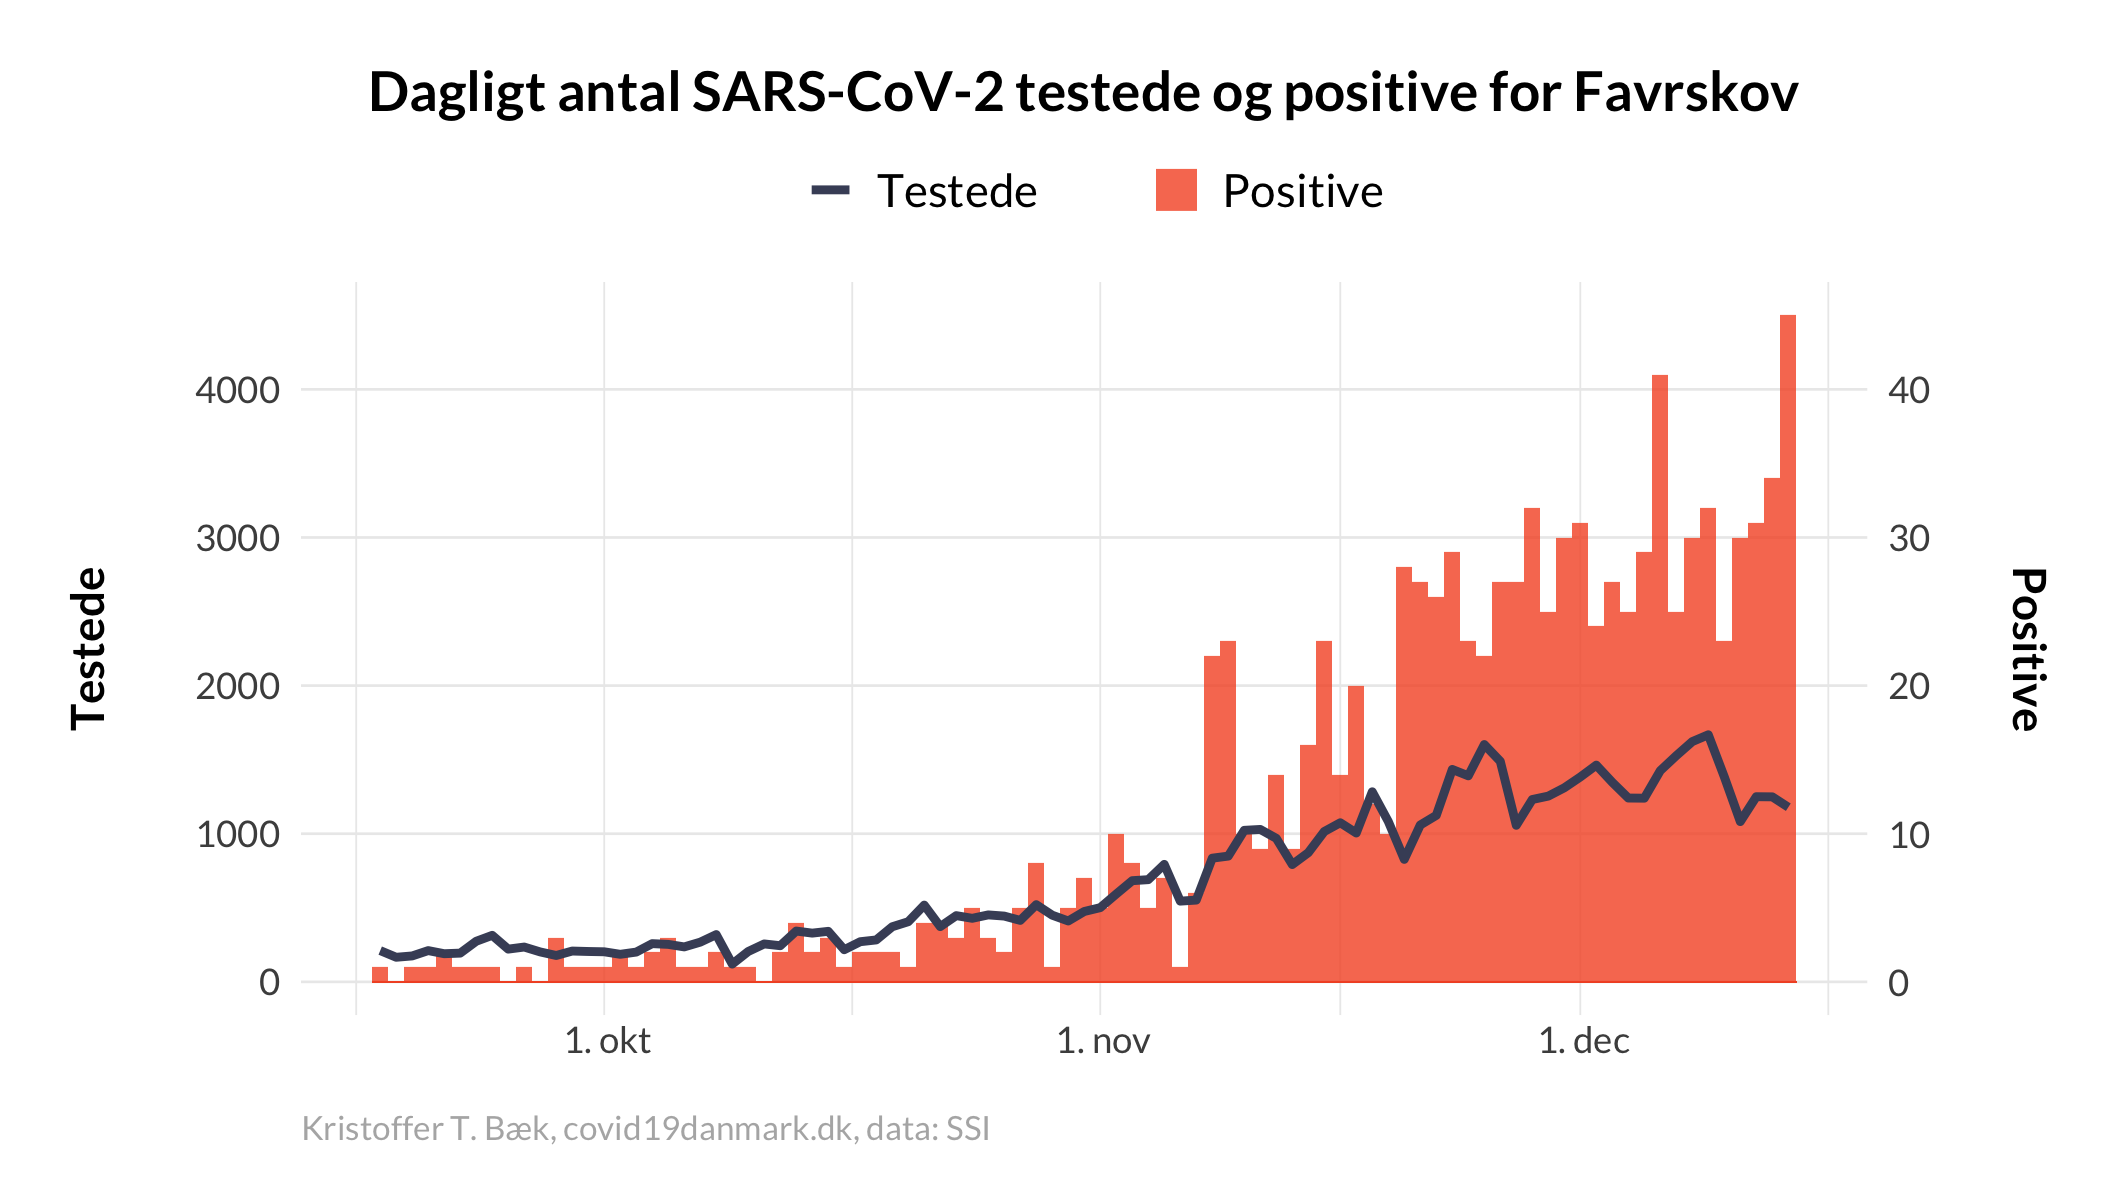 Dagligt antal SARS-CoV-2 testede og positive for Favrskov
Testede
Positive
4000
3000
2000
1000
0
Testede
40
30
20
10
0
Positive
1. okt
1. nov
1. dec
Kristoffer T. Bæk, covid19danmark.dk, data: SSI